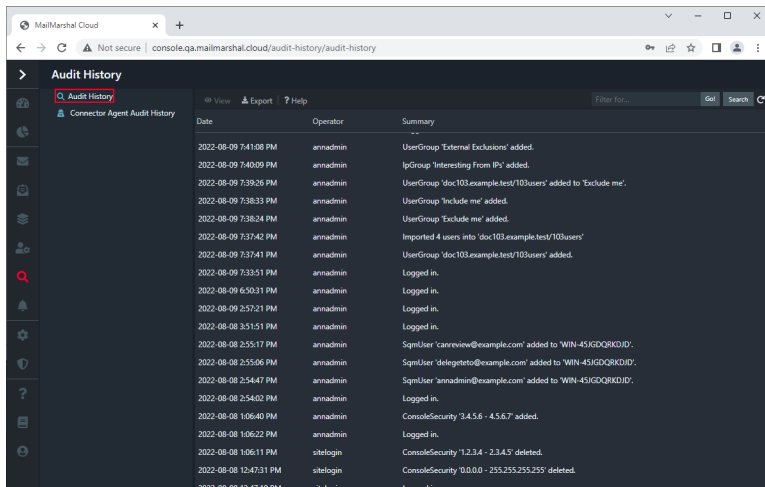 MailMarshal Cloud
Not secure | console.qa.mailmarshal.cloud/audit-history/audit-history
Audit History
Audit History
Connector Agent Audit History
View Export ? Help Filter for... Go! Search
Date Operator Summary
2022-08-09 7:41:08 PM annadmin UserGroup 'External Exclusions' added.
2022-08-09 7:40:09 PM annadmin IpGroup 'Interesting From IPs' added.
2022-08-09 7:39:26 PM annadmin UserGroup 'doc103.example.test/103users' added to 'Exclude me'.
2022-08-09 7:38:33 PM annadmin UserGroup 'Include me' added.
2022-08-09 7:38:24 PM annadmin UserGroup 'Exclude me' added.
2022-08-09 7:37:42 PM annadmin Imported 4 users into 'doc103.example.test/103users'
2022-08-09 7:37:41 PM annadmin UserGroup 'doc103.example.test/103users' added.
2022-08-09 7:33:51 PM annadmin Logged in.
2022-08-09 6:50:31 PM annadmin Logged in.
2022-08-09 2:57:21 PM annadmin Logged in.
2022-08-08 3:51:51 PM annadmin Logged in.
2022-08-08 2:55:17 PM annadmin SqmUser 'canreview@example.com' added to 'WIN-45JGDQRKDJD'.
2022-08-08 2:55:06 PM annadmin SqmUser 'delegeteto@example.com' added to 'WIN-45JGDQRKDJD'.
2022-08-08 2:54:47 PM annadmin SqmUser 'annadmin@example.com' added to 'WIN-45JGDQRKDJD'.
2022-08-08 2:54:02 PM annadmin Logged in.
2022-08-08 1:06:40 PM annadmin ConsoleSecurity '3.4.5.6 - 4.5.6.7' added.
2022-08-08 1:06:22 PM annadmin Logged in.
2022-08-08 1:06:11 PM sitelogin ConsoleSecurity '1.2.3.4 - 2.3.4.5' deleted.
2022-08-08 12:47:31 PM sitelogin ConsoleSecurity '0.0.0.0 - 255.255.255.255' deleted.